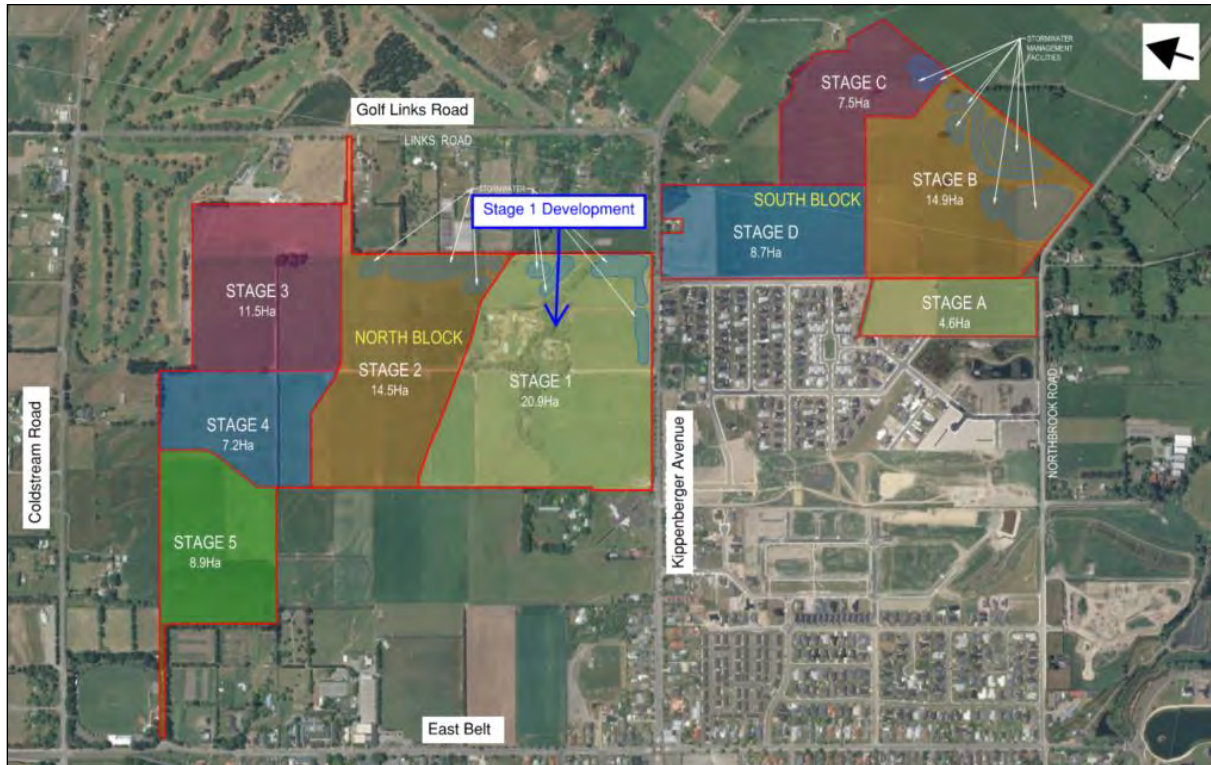 STORMWATER
MANAGEMENT
FACILITIES
STAGE C
7.5Ha
Golf Links Road
LINKS ROAD
STORMWATER
Stage 1 Development
SOUTH BLOCK
STAGE B
14.9Ha
STAGE D
8.7Ha
STAGE 3
11.5Ha
NORTH BLOCK
STAGE A
4.6Ha
STAGE 2
14.5Ha
STAGE 1
20.9Ha
STAGE 4
7.2Ha
Coldstream Road
Kippenberger Avenue
NORTHBROOK ROAD
STAGE 5
8.9Ha
East Belt